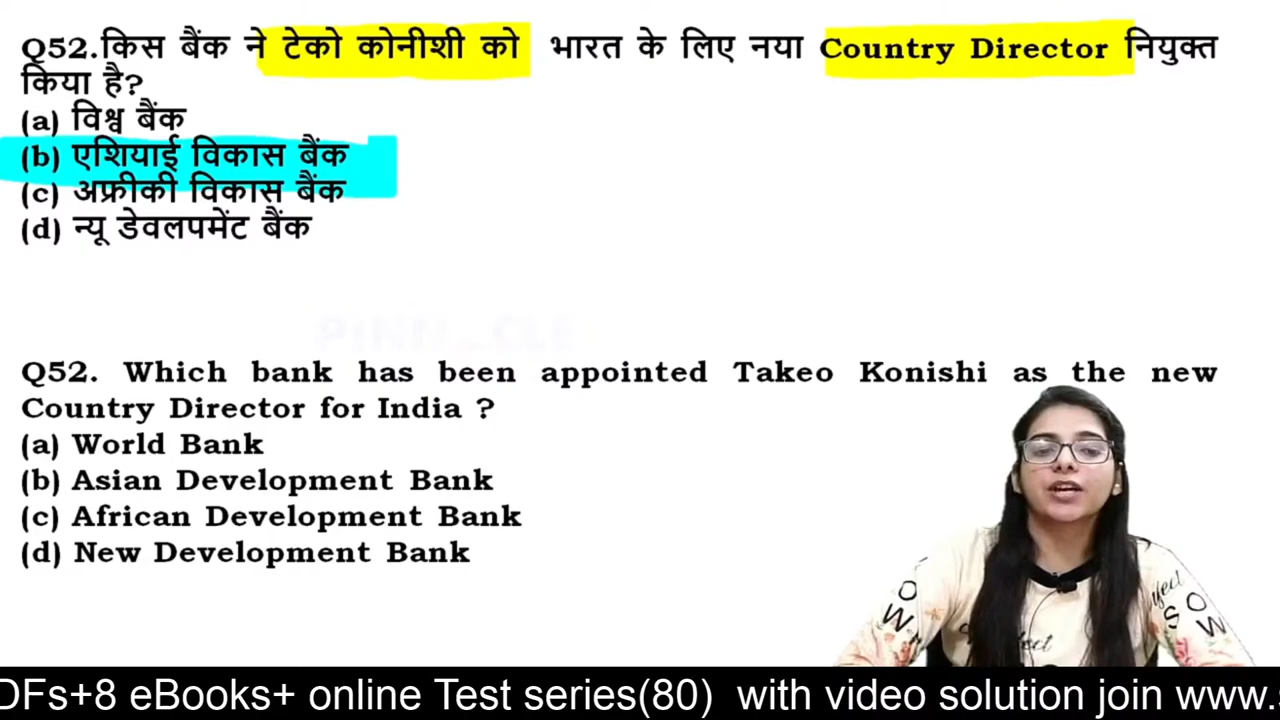 Q52.किस बैंक ने टेको कोनीशी को भारत के लिए नया Country Director नियुक्त
किया है?
(a) विश्व बैंक
(b) एशियाई विकास बैंक
(c) अफ्रीकी विकास बैंक
(d) न्यू डेवलपमेंट बैंक
Q52. Which bank has been appointed Takeo Konishi as the new
Country Director for India ?
(a) World Bank
(b) Asian Development Bank
(c) African Development Bank
(d) New Development Bank
DFs+8 eBooks+ online Test series(80) with video solution join www.